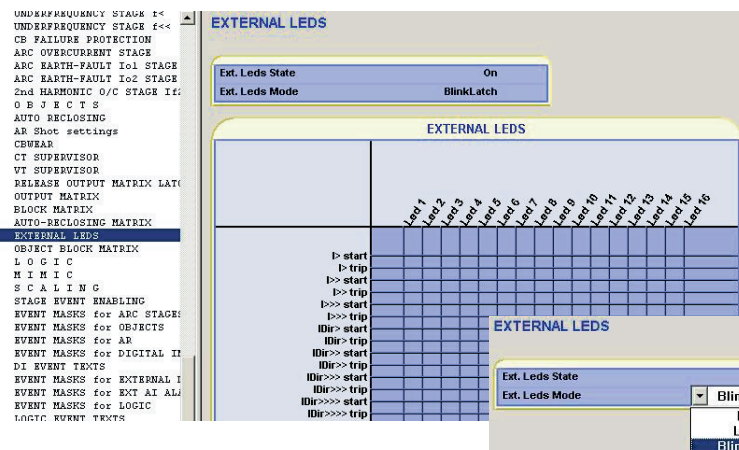 UNDERFREQUENCY STAGE f<
UNDERFREQUENCY STAGE f<<
CB FAILURE PROTECTION
ARC OVERCURRENT STAGE
ARC EARTH-FAULT Io1 STAGE
ARC EARTH-FAULT Io2 STAGE
2nd HARMONIC O/C STAGE If2
O B J E C T S
AUTO RECLOSING
AR Shot settings
CBWEAR
CT SUPERVISOR
VT SUPERVISOR
RELEASE OUTPUT MATRIX
OUTPUT MATRIX
BLOCK MATRIX
AUTO-RECLOSING MATRIX
EXTERNAL LEDS
OBJECT BLOCK MATRIX
L O G I C
M I M I C
S C A L I N G
STAGE EVENT ENABLING
EVENT MASKS for ARC STAGES
EVENT MASKS for OBJECTS
EVENT MASKS for AR
EVENT MASKS for DIGITAL
DI EVENT TEXTS
EVENT MASKS for EXTERNAL
EVENT MASKS for EXT AI
EVENT MASKS for LOGIC
LOGIC EVENT TEXTS
EXTERNAL LEDS
Ext. Leds State On
Ext. Leds Mode BlinkLatch
EXTERNAL LEDS
Led 1 Led 2 Led 3 Led 4 Led 5 Led 6 Led 7 Led 8 Led 9 Led 10 Led 11 Led 12 Led 13 Led 14 Led 15 Led 16
I> start
I> trip
I>> start
I>> trip
I>>> start
I>>> trip
IDir> start
IDir> trip
IDir>> start
IDir>> trip
IDir>>> start
IDir>>> trip
IDir>>>> start
IDir>>>> trip
EXTERNAL LEDS
Ext. Leds State
Ext. Leds Mode